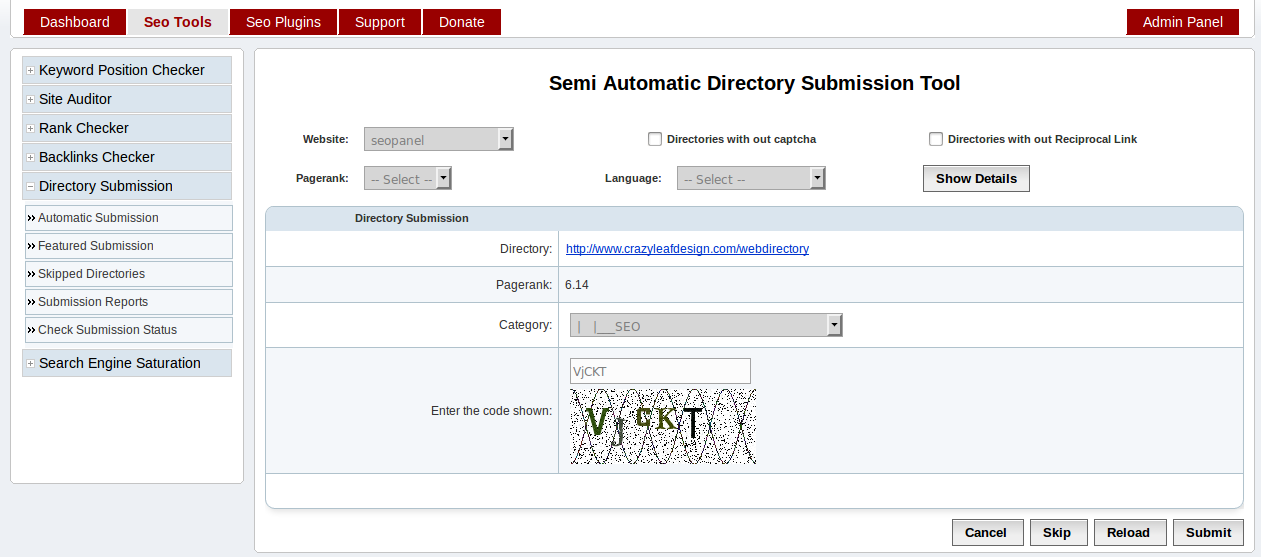 Dashboard Seo Tools Seo Plugins Support Donate Admin Panel
Keyword Position Checker
Site Auditor
Rank Checker
Backlinks Checker
Directory Submission
Automatic Submission
Featured Submission
Skipped Directories
Submission Reports
Check Submission Status
Search Engine Saturation
Semi Automatic Directory Submission Tool
Website: seopanel Directories with out captcha Directories with out Reciprocal Link
Pagerank: -- Select -- Language: -- Select -- Show Details
Directory Submission
Directory: http://www.crazyleafdesign.com/webdirectory
Pagerank: 6.14
Category: | |___SEO
VjCKT
Enter the code shown: VjCKT
Cancel Skip Reload Submit